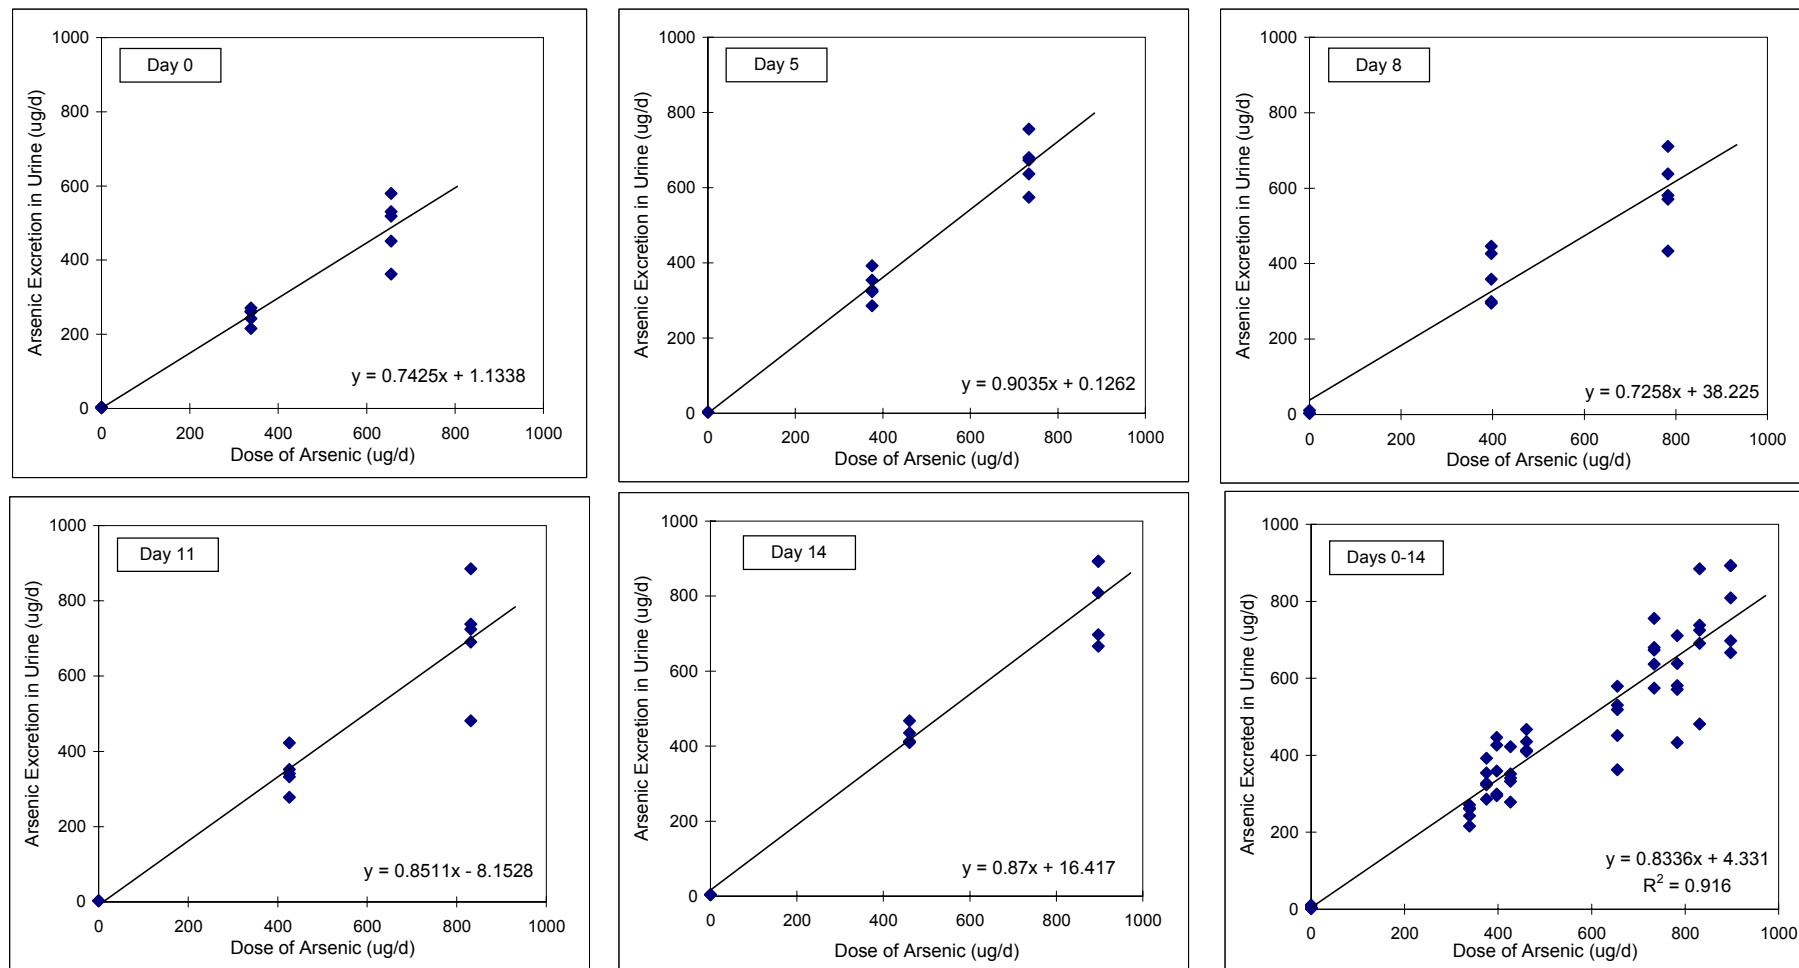 Day 0
Arsenic Excretion in Urine (ug/d)
1000
800
600
400
200
0
y = 0.7425x + 1.1338
0 200 400 600 800 1000
Dose of Arsenic (ug/d)
Day 5
Arsenic Excretion in Urine (ug/d)
1000
800
600
400
200
0
y = 0.9035x + 0.1262
0 200 400 600 800 1000
Dose of Arsenic (ug/d)
Day 8
Arsenic Excretion in Urine (ug/d)
1000
800
600
400
200
0
y = 0.7258x + 38.225
0 200 400 600 800 1000
Dose of Arsenic (ug/d)
Day 11
Arsenic Excretion in Urine (ug/d)
1000
800
600
400
200
0
y = 0.8511x - 8.1528
0 200 400 600 800 1000
Dose of Arsenic (ug/d)
Day 14
Arsenic Excretion in Urine (ug/d)
1000
800
600
400
200
0
y = 0.87x + 16.417
0 200 400 600 800 1000
Dose of Arsenic (ug/d)
Days 0-14
Arsenic Excreted in Urine (ug/d)
1000
800
600
400
200
0
y = 0.8336x + 4.331
R² = 0.916
0 200 400 600 800 1000
Dose of Arsenic (ug/d)